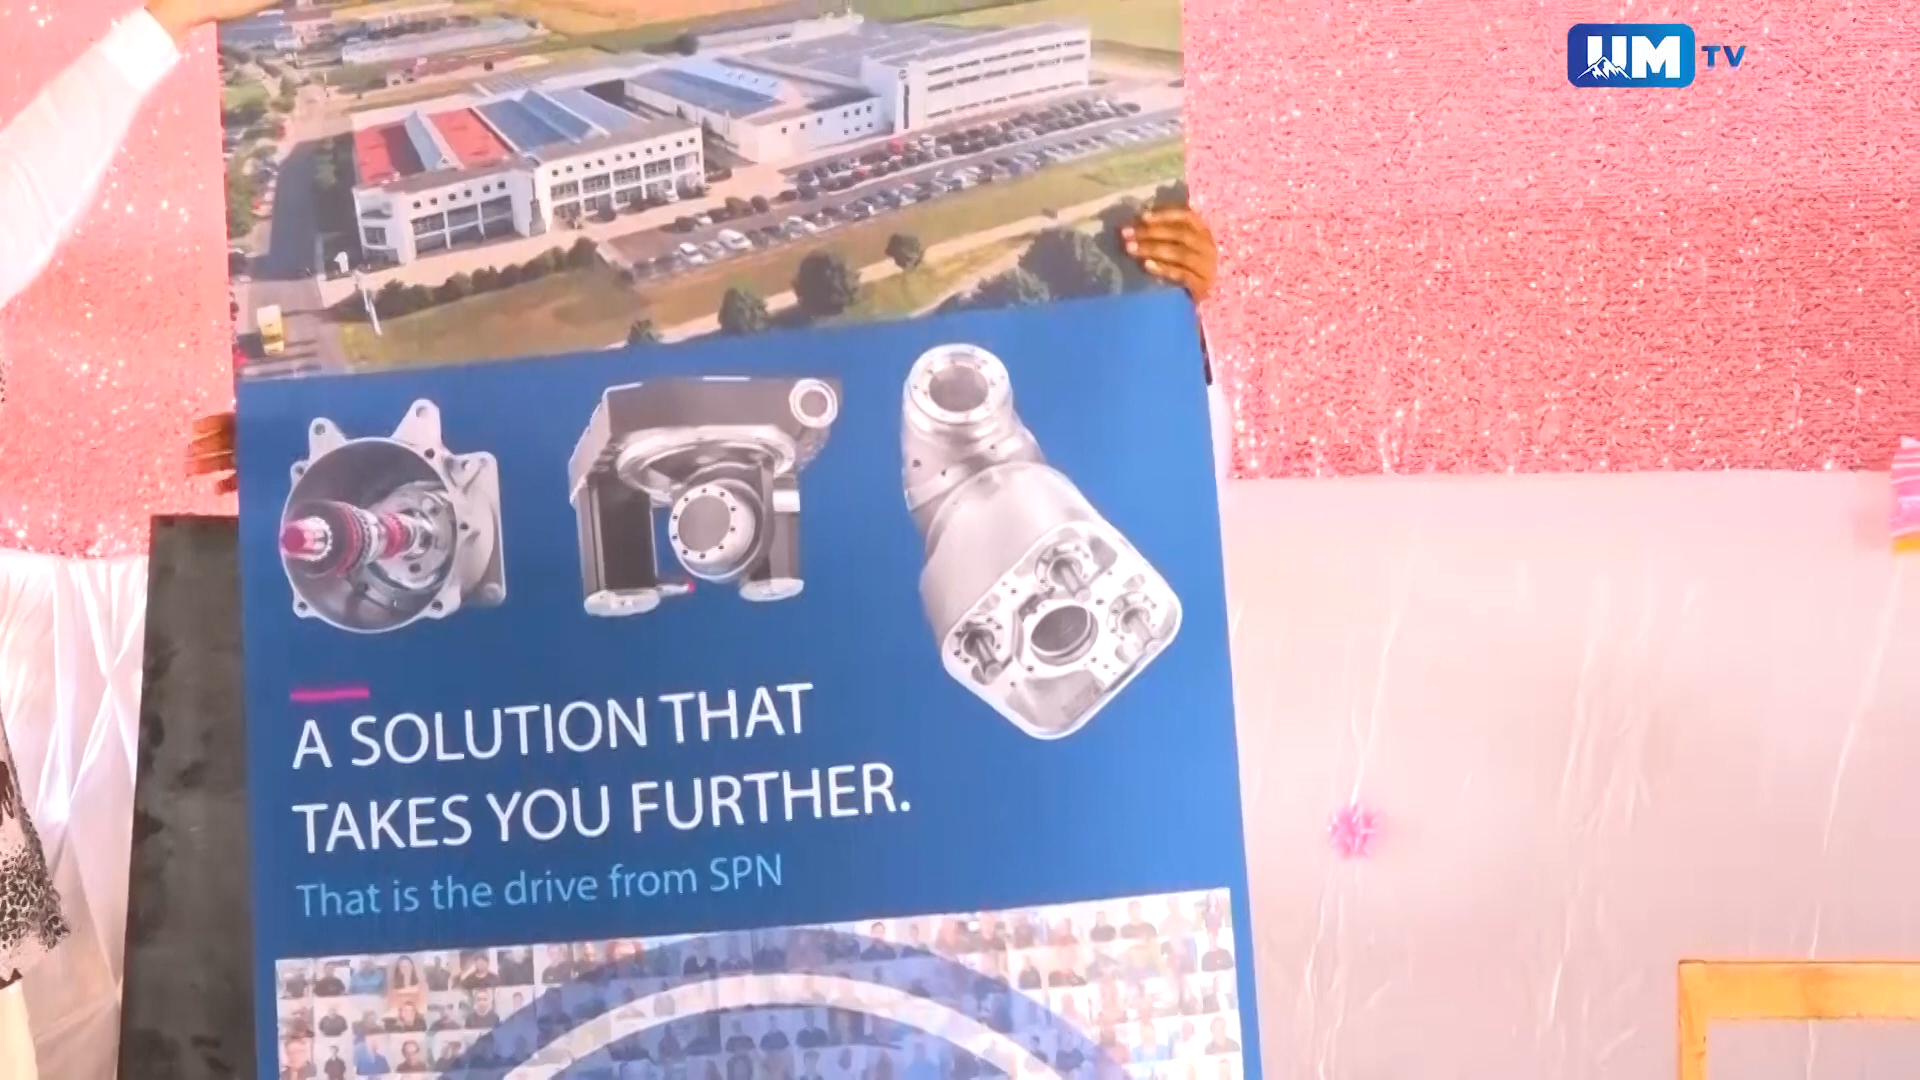 UM TV
A SOLUTION THAT
TAKES YOU FURTHER.
That is the drive from SPN